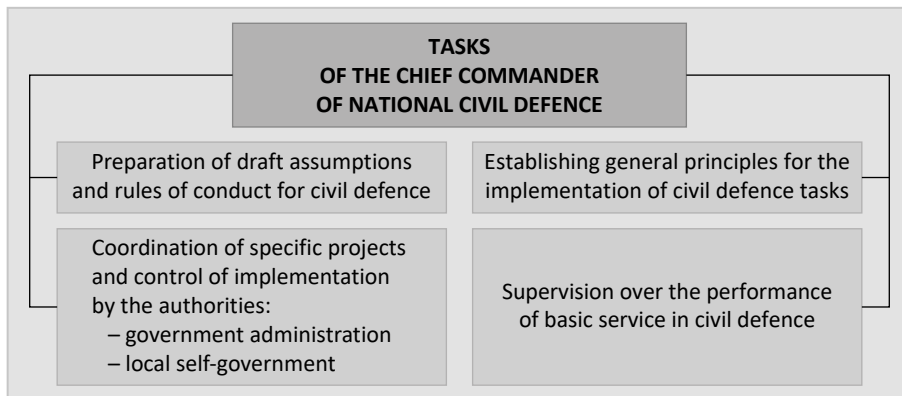 TASKS
OF THE CHIEF COMMANDER
OF NATIONAL CIVIL DEFENCE
Preparation of draft assumptions
and rules of conduct for civil defence
Establishing general principles for the
implementation of civil defence tasks
Coordination of specific projects
and control of implementation
by the authorities:
– government administration
– local self-government
Supervision over the performance
of basic service in civil defence